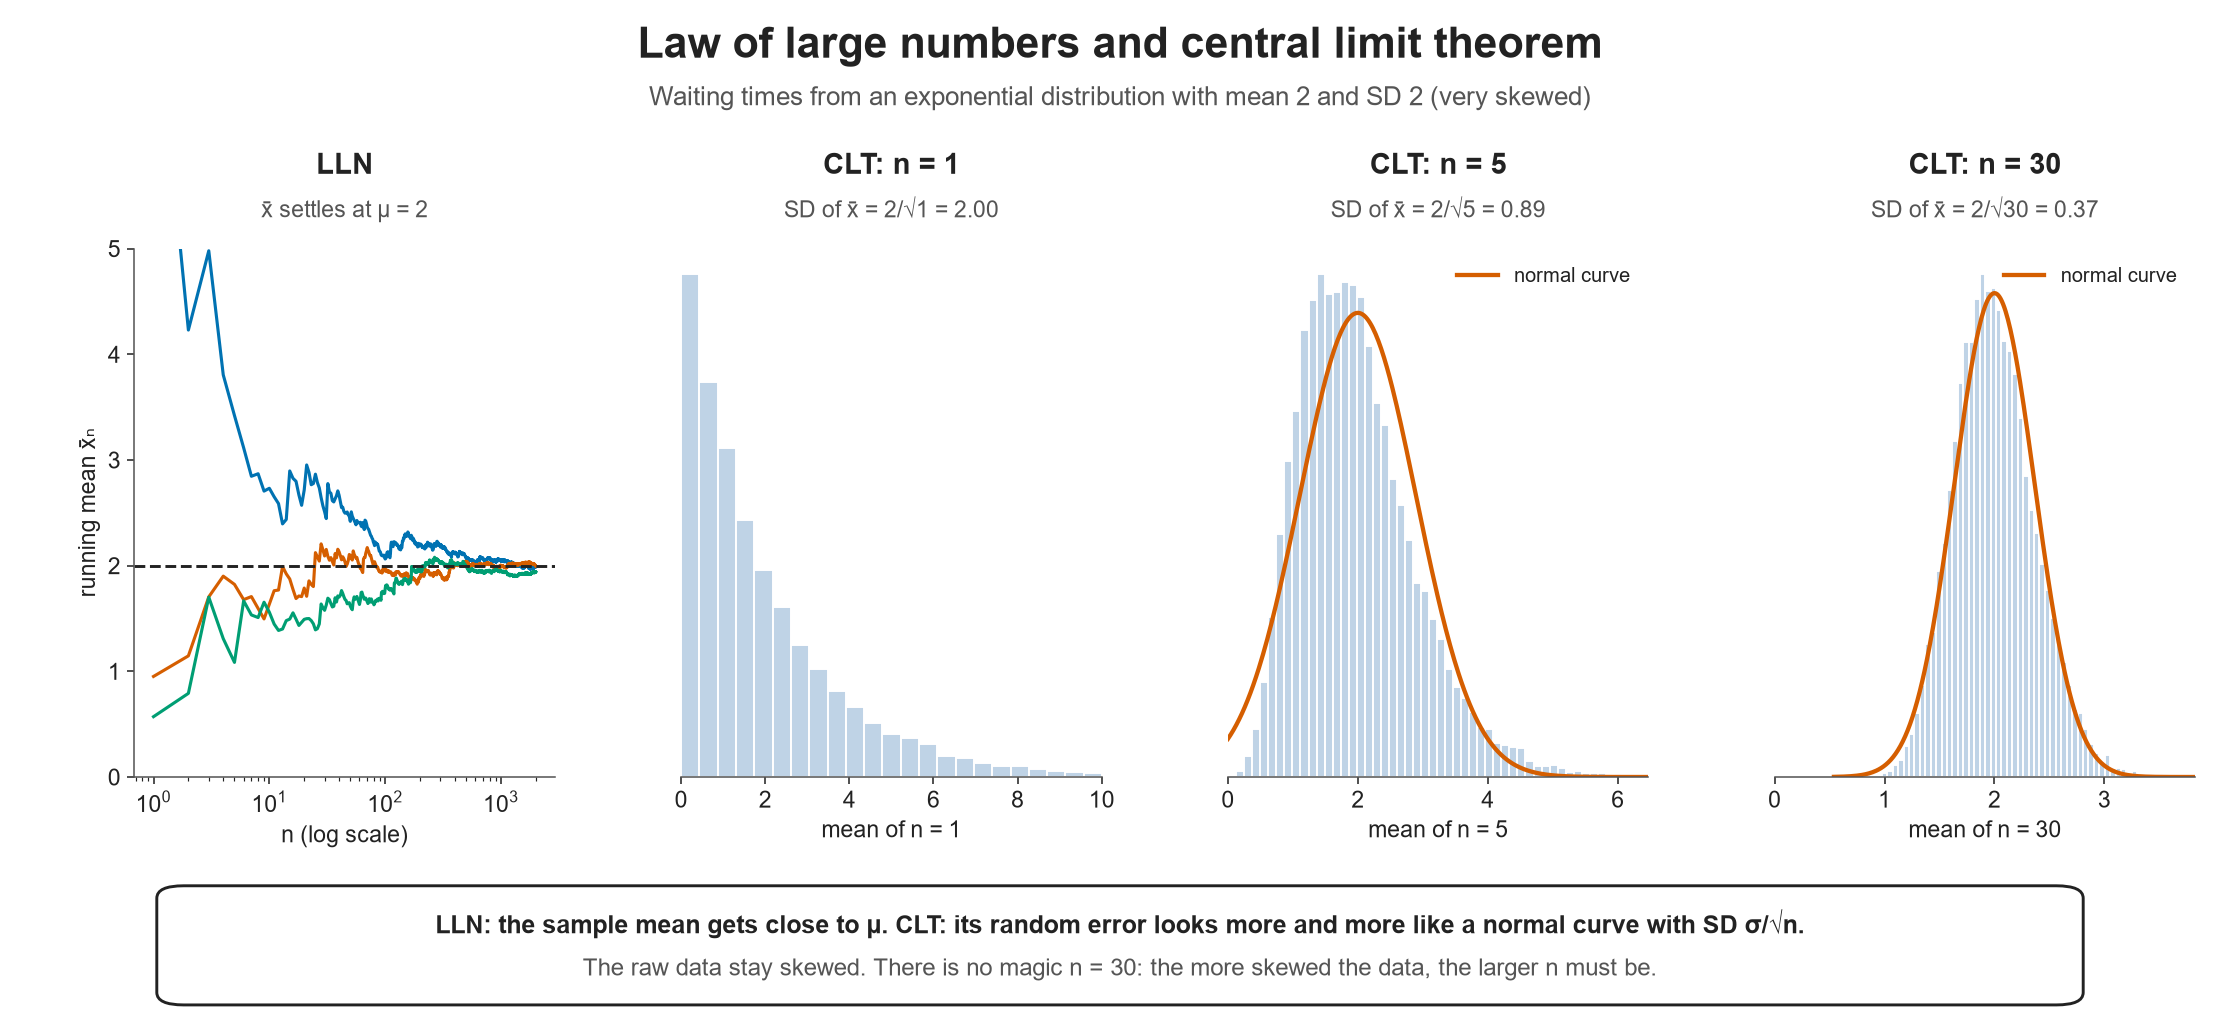 Law of large numbers and central limit theorem
Waiting times from an exponential distribution with mean 2 and SD 2 (very skewed)
LLN
x̄ settles at μ = 2
running mean x̄ₙ
5
4
3
2
1
0
10⁰ 10¹ 10² 10³
n (log scale)
CLT: n = 1
SD of x̄ = 2/√1 = 2.00
0 2 4 6 8 10
mean of n = 1
CLT: n = 5
SD of x̄ = 2/√5 = 0.89
normal curve
0 2 4 6
mean of n = 5
CLT: n = 30
SD of x̄ = 2/√30 = 0.37
normal curve
0 1 2 3
mean of n = 30
LLN: the sample mean gets close to μ. CLT: its random error looks more and more like a normal curve with SD σ/√n.
The raw data stay skewed. There is no magic n = 30: the more skewed the data, the larger n must be.